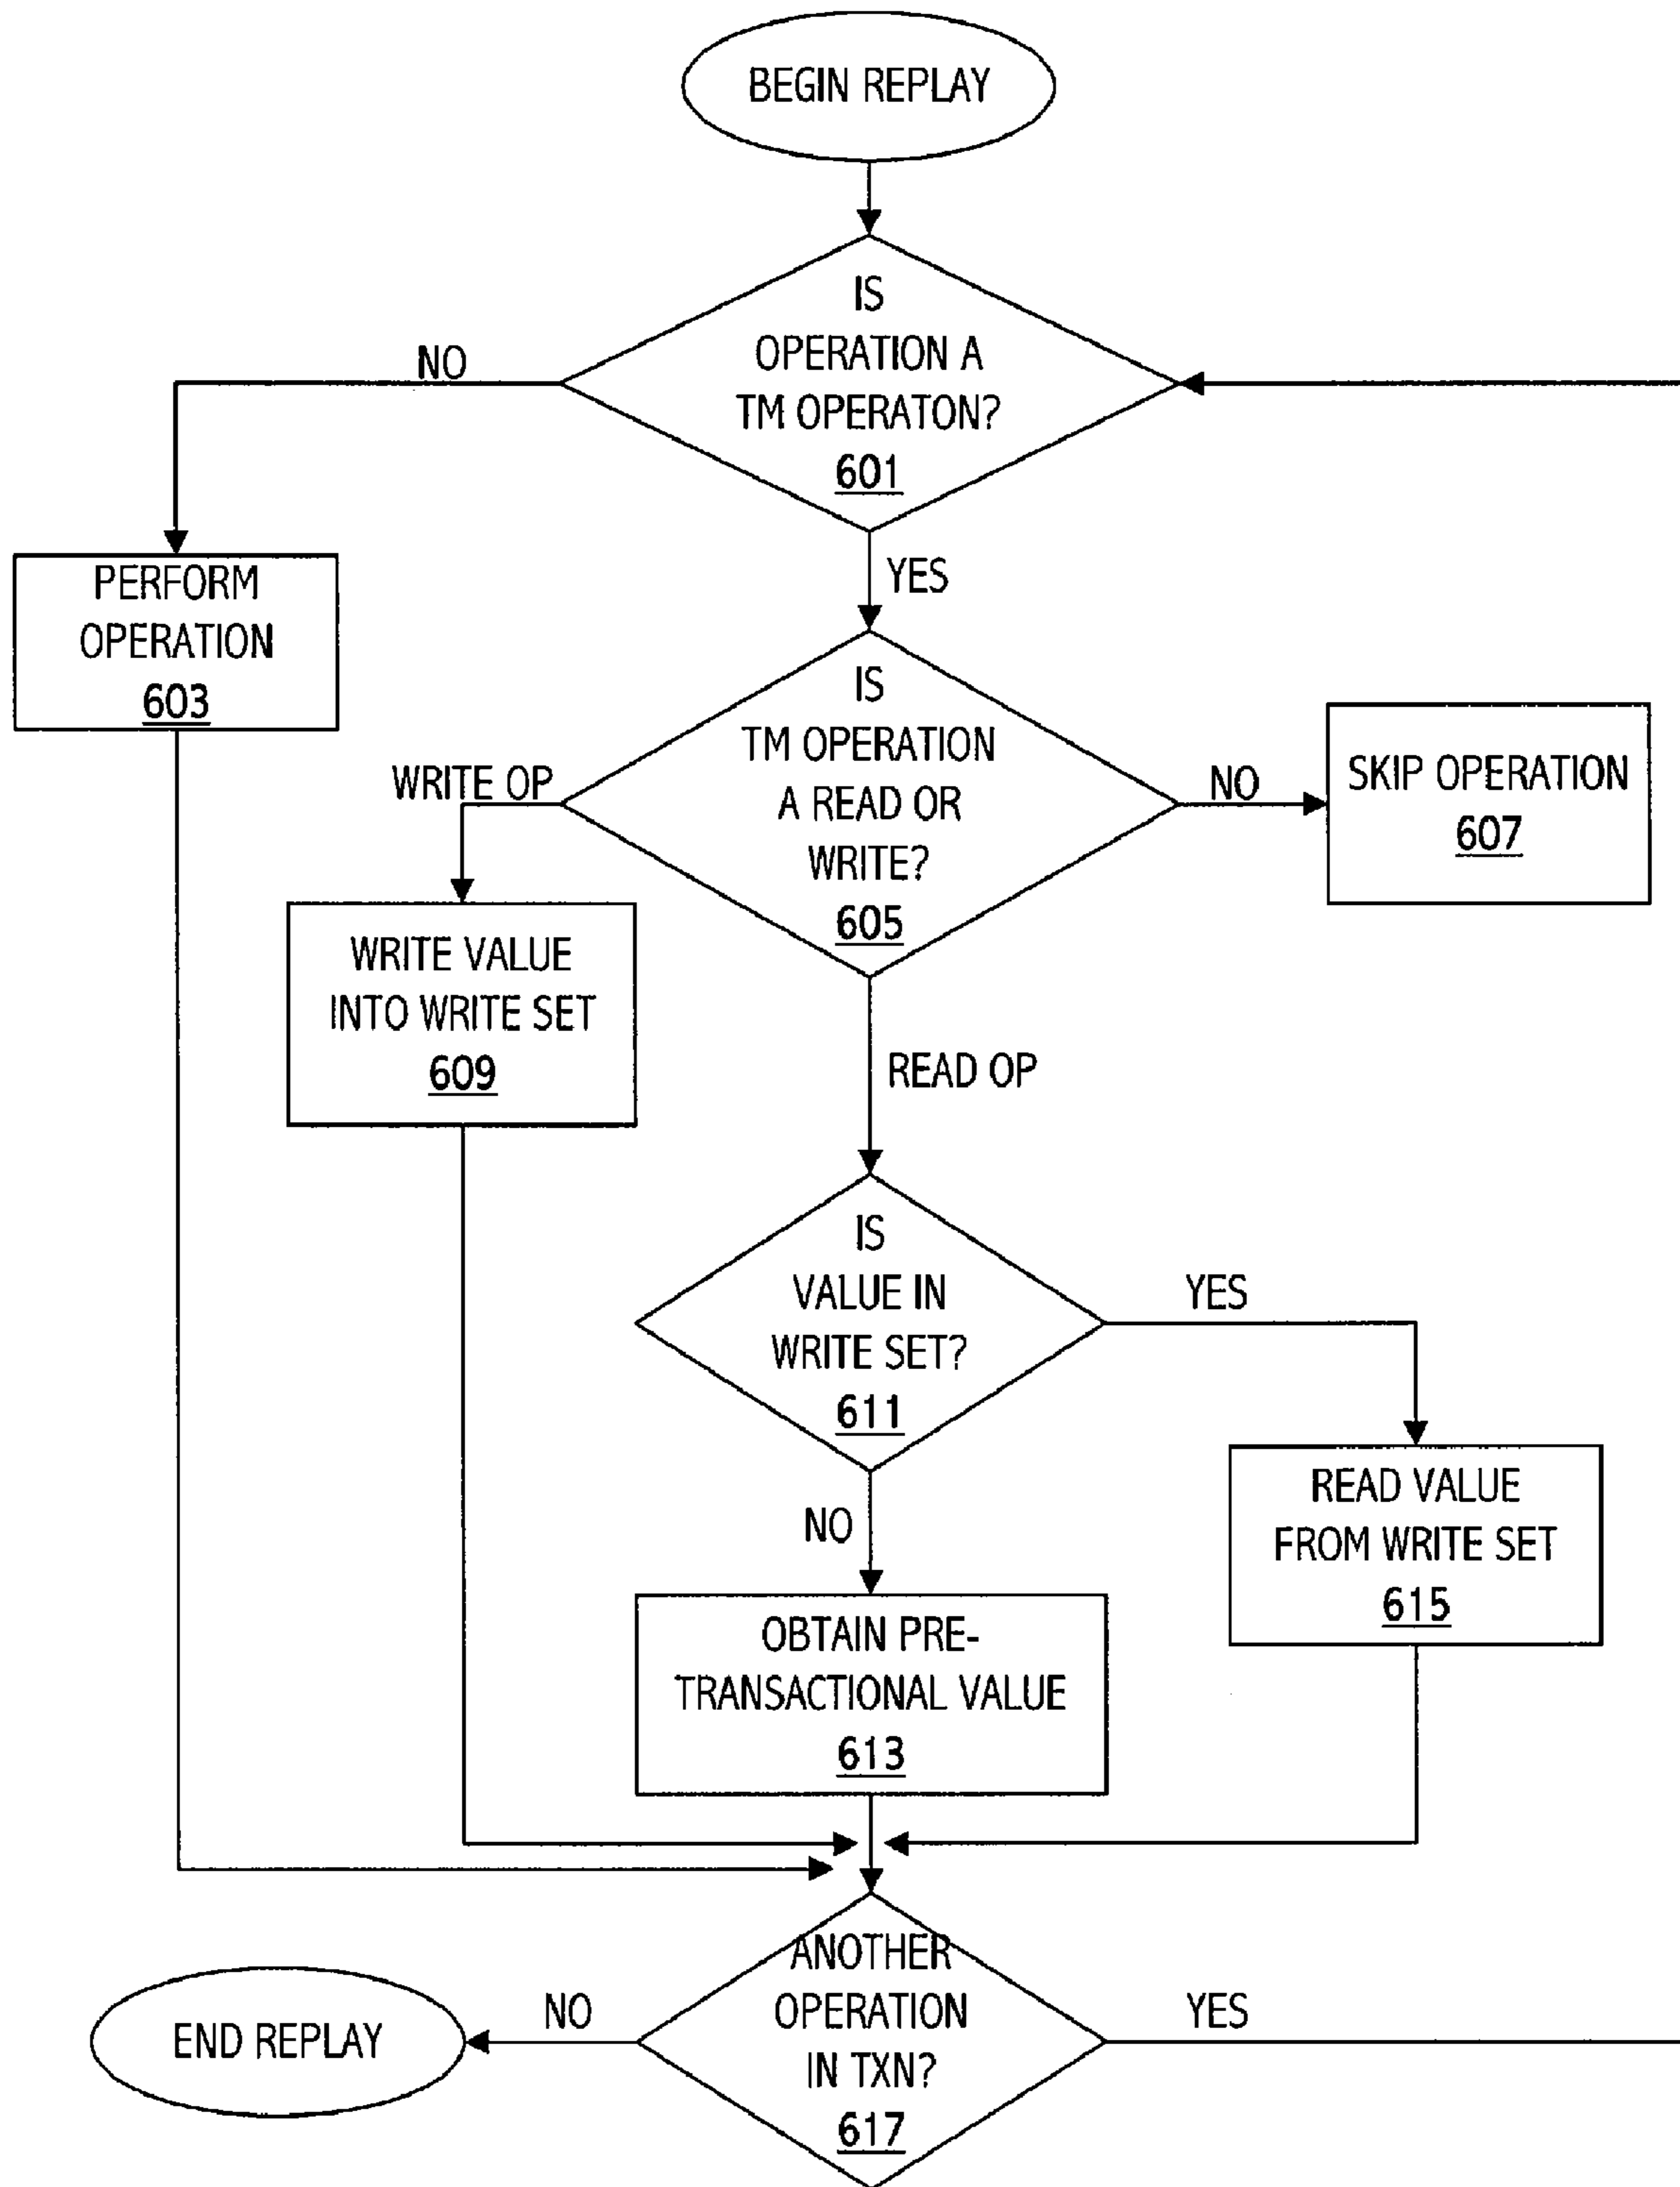 BEGIN REPLAY
IS
OPERATION A
TM OPERATON?
601
NO
YES
PERFORM
OPERATION
603
IS
TM OPERATION
A READ OR
WRITE?
605
WRITE OP
NO
SKIP OPERATION
607
WRITE VALUE
INTO WRITE SET
609
READ OP
IS
VALUE IN
WRITE SET?
611
YES
NO
READ VALUE
FROM WRITE SET
615
OBTAIN PRE-
TRANSACTIONAL VALUE
613
ANOTHER
OPERATION
IN TXN?
617
NO
YES
END REPLAY